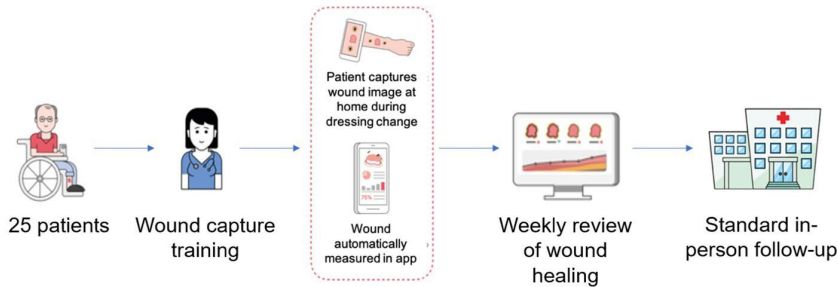 Patient captures
wound image at
home during
dressing change
75%
Wound
automatically
measured in app
25 patients
Wound capture
training
Weekly review
of wound
healing
Standard in-
person follow-up